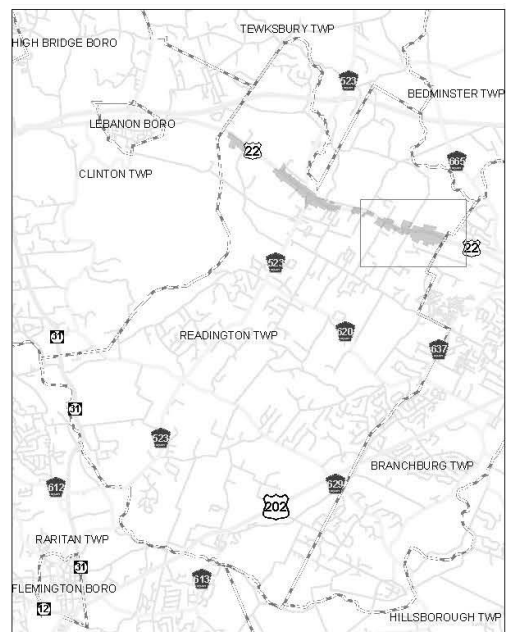 TEWKSBURY TWP
HIGH BRIDGE BORO
523
BEDMINSTER TWP
LEBANON BORO
22
665
CLINTON TWP
22
523
31
READINGTON TWP
620
637
31
523
BRANCHBURG TWP
612
629
202
RARITAN TWP
31
613
FLEMINGTON BORO
12
HILLSBOROUGH TWP